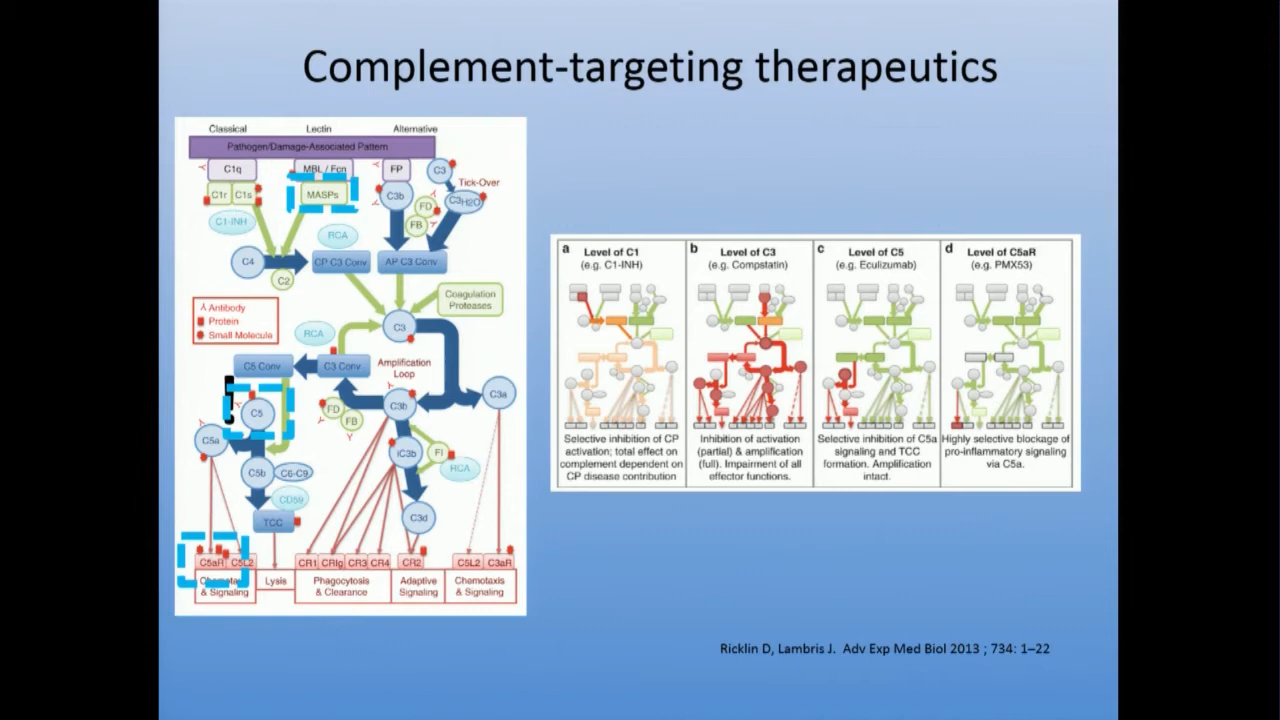 Complement-targeting therapeutics
Classical Lectin Alternative
Pathogen/Damage-Associated Pattern
C1q MBL / Fcn FP C3
Tick-Over
C1r C1s MASPs C3b C3H2O
FD
C1-INH FB
RCA
C4 CP C3 Conv AP C3 Conv
C2
Coagulation
Proteases
Antibody
Protein
Small Molecule
RCA C3
C5 Conv C3 Conv Amplification
Loop
C3a
C5 FD C3b
FB
C5a iC3b FI
RCA
C5b C6-C9
CD59
TCC C3d
C5aR C5L2 CR1 CRIg CR3 CR4 CR2 C5L2 C3aR
Chemotaxis
& Signaling
Lysis
Phagocytosis
& Clearance
Adaptive
Signaling
Chemotaxis
& Signaling
a Level of C1
(e.g. C1-INH)
Selective inhibition of CP
activation; total effect on
complement dependent on
CP disease contribution
b Level of C3
(e.g. Compstatin)
Inhibition of activation
(partial) & amplification
(full). Impairment of all
effector functions.
c Level of C5
(e.g. Eculizumab)
Selective inhibition of C5a
signaling and TCC
formation. Amplification
intact.
d Level of C5aR
(e.g. PMX53)
Highly selective blockage of
pro-inflammatory signaling
via C5a.
Ricklin D, Lambris J. Adv Exp Med Biol 2013 ; 734: 1–22